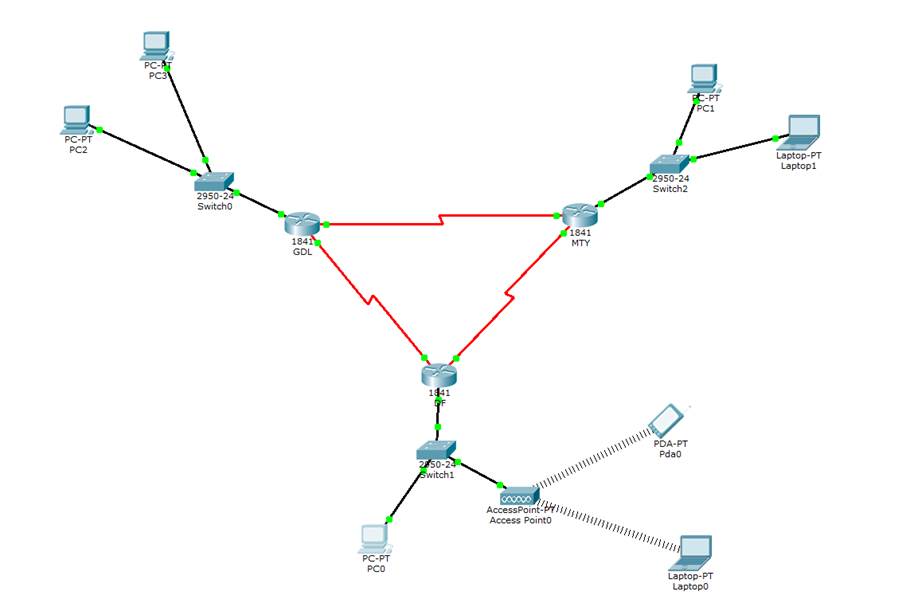 PC-PT
PC3
PC-PT
PC2
2950-24
Switch0
1841
GDL
PC-PT
PC1
Laptop-PT
Laptop1
2950-24
Switch2
1841
MTY
1841
DF
2950-24
Switch1
PDA-PT
Pda0
AccessPoint-PT
Access Point0
PC-PT
PC0
Laptop-PT
Laptop0